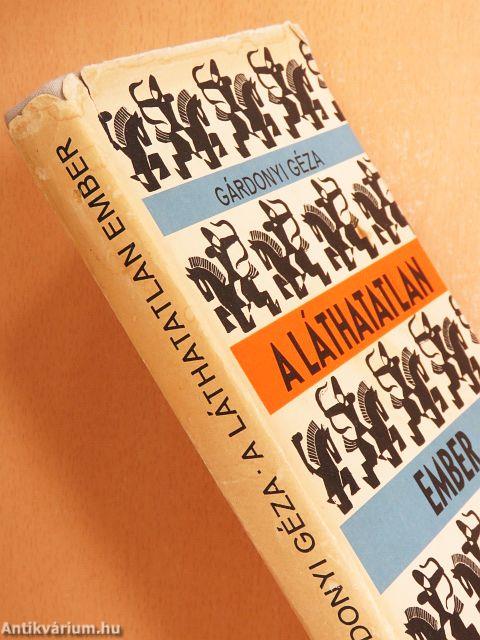 GÁRDONYI GÉZA
A LÁTHATATLAN
EMBER
DONYI GÉZA · A LÁTHATATLAN EMBER
Antikvárium.hu